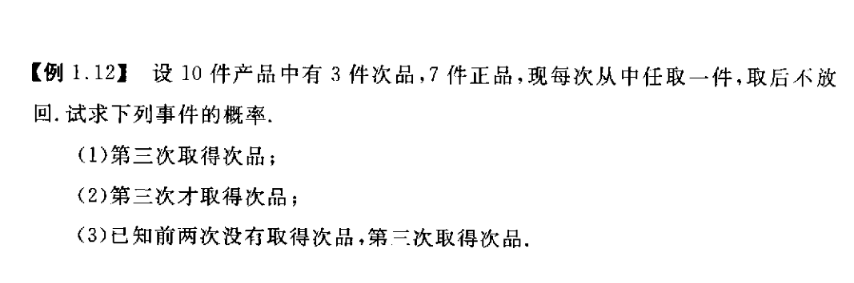 【例 1.12】 设 10 件产品中有 3 件次品,7 件正品,现每次从中任取一件,取后不放
回. 试求下列事件的概率.
(1)第三次取得次品;
(2)第三次才取得次品;
(3)已知前两次没有取得次品,第三次取得次品.